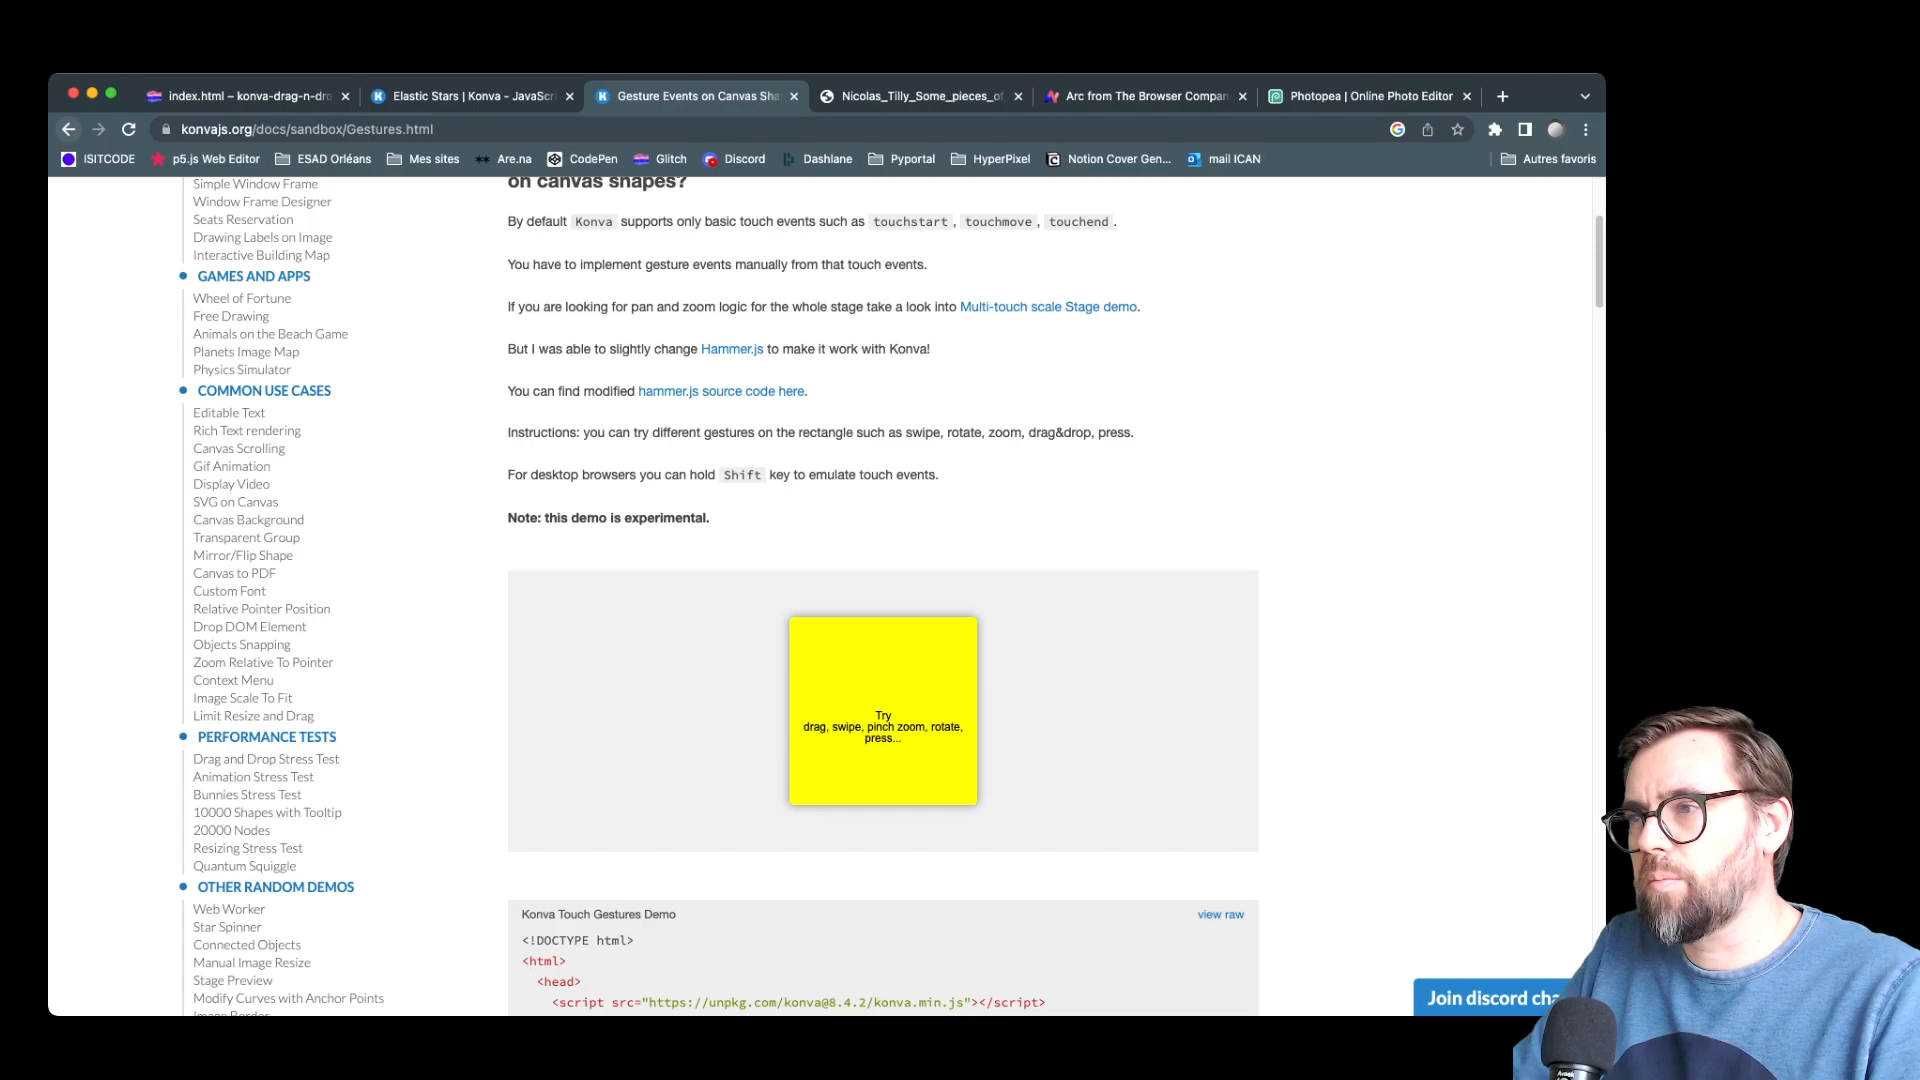 index.html – konva-drag-n-dro
Elastic Stars | Konva - JavaScri
Gesture Events on Canvas Sha
Nicolas_Tilly_Some_pieces_of
Arc from The Browser Compan
Photopea | Online Photo Editor
konvajs.org/docs/sandbox/Gestures.html
ISITCODE
p5.js Web Editor
ESAD Orléans
Mes sites
Are.na
CodePen
Glitch
Discord
Dashlane
Pyportal
HyperPixel
Notion Cover Gen...
mail ICAN
Autres favoris
Simple Window Frame
Window Frame Designer
Seats Reservation
Drawing Labels on Image
Interactive Building Map
GAMES AND APPS
Wheel of Fortune
Free Drawing
Animals on the Beach Game
Planets Image Map
Physics Simulator
COMMON USE CASES
Editable Text
Rich Text rendering
Canvas Scrolling
Gif Animation
Display Video
SVG on Canvas
Canvas Background
Transparent Group
Mirror/Flip Shape
Canvas to PDF
Custom Font
Relative Pointer Position
Drop DOM Element
Objects Snapping
Zoom Relative To Pointer
Context Menu
Image Scale To Fit
Limit Resize and Drag
PERFORMANCE TESTS
Drag and Drop Stress Test
Animation Stress Test
Bunnies Stress Test
10000 Shapes with Tooltip
20000 Nodes
Resizing Stress Test
Quantum Squiggle
OTHER RANDOM DEMOS
Web Worker
Star Spinner
Connected Objects
Manual Image Resize
Stage Preview
Modify Curves with Anchor Points
Image Border
on canvas shapes?
By default Konva supports only basic touch events such as touchstart, touchmove, touchend.
You have to implement gesture events manually from that touch events.
If you are looking for pan and zoom logic for the whole stage take a look into Multi-touch scale Stage demo.
But I was able to slightly change Hammer.js to make it work with Konva!
You can find modified hammer.js source code here.
Instructions: you can try different gestures on the rectangle such as swipe, rotate, zoom, drag&drop, press.
For desktop browsers you can hold Shift key to emulate touch events.
Note: this demo is experimental.
Try
drag, swipe, pinch zoom, rotate,
press...
Konva Touch Gestures Demo
view raw
<!DOCTYPE html>
<html>
<head>
<script src="https://unpkg.com/konva@8.4.2/konva.min.js"></script>
Join discord cha